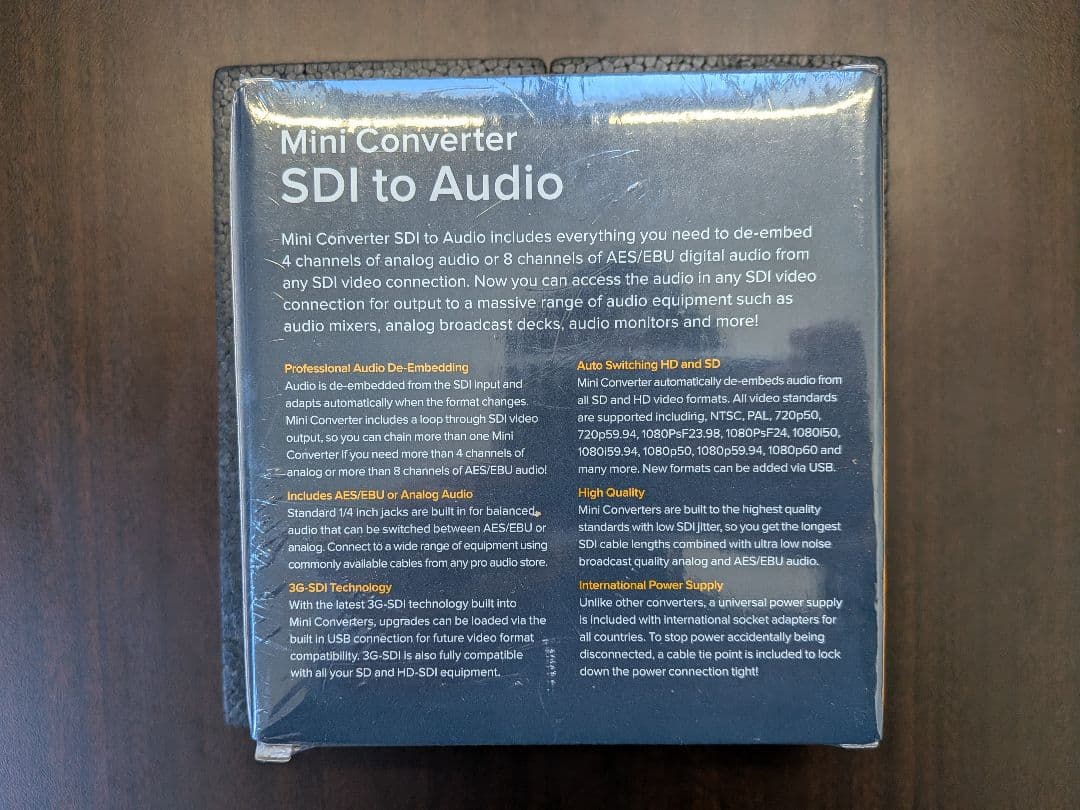 Mini Converter
SDI to Audio
Mini Converter SDI to Audio includes everything you need to de-embed
4 channels of analog audio or 8 channels of AES/EBU digital audio from
any SDI video connection. Now you can access the audio in any SDI video
connection for output to a massive range of audio equipment such as
audio mixers, analog broadcast decks, audio monitors and more!
Professional Audio De-Embedding
Audio is de-embedded from the SDI input and
adapts automatically when the format changes.
Mini Converter includes a loop through SDI video
output, so you can chain more than one Mini
Converter if you need more than 4 channels of
analog or more than 8 channels of AES/EBU audio!
Includes AES/EBU or Analog Audio
Standard 1/4 inch jacks are built in for balanced
audio that can be switched between AES/EBU or
analog. Connect to a wide range of equipment using
commonly available cables from any pro audio store.
3G-SDI Technology
With the latest 3G-SDI technology built into
Mini Converters, upgrades can be loaded via the
built in USB connection for future video format
compatibility. 3G-SDI is also fully compatible
with all your SD and HD-SDI equipment.
Auto Switching HD and SD
Mini Converter automatically de-embeds audio from
all SD and HD video formats. All video standards
are supported including, NTSC, PAL, 720p50,
720p59.94, 1080PsF23.98, 1080PsF24, 1080i50,
1080i59.94, 1080p50, 1080p59.94, 1080p60 and
many more. New formats can be added via USB.
High Quality
Mini Converters are built to the highest quality
standards with low SDI jitter, so you get the longest
SDI cable lengths combined with ultra low noise
broadcast quality analog and AES/EBU audio.
International Power Supply
Unlike other converters, a universal power supply
is included with international socket adapters for
all countries. To stop power accidentally being
disconnected, a cable tie point is included to lock
down the power connection tight!